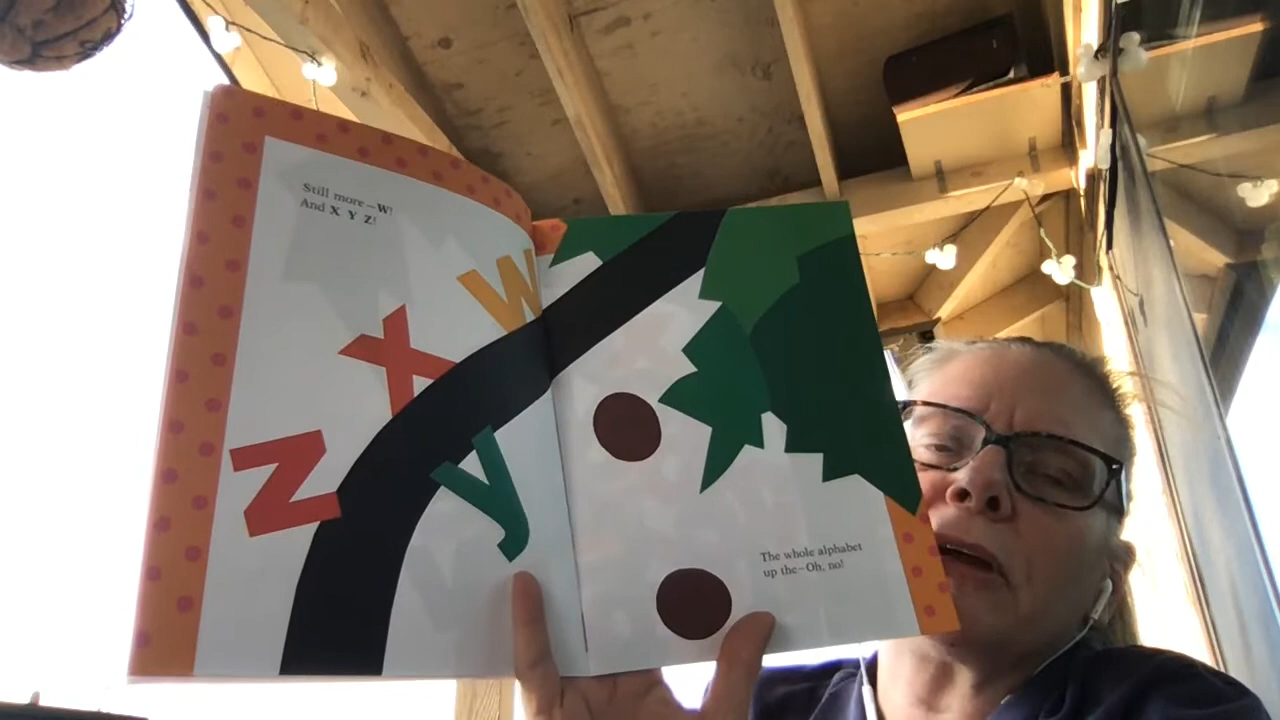 Still more – W!
And X Y Z!
W
X
Z
y
The whole alphabet
up the – Oh, no!